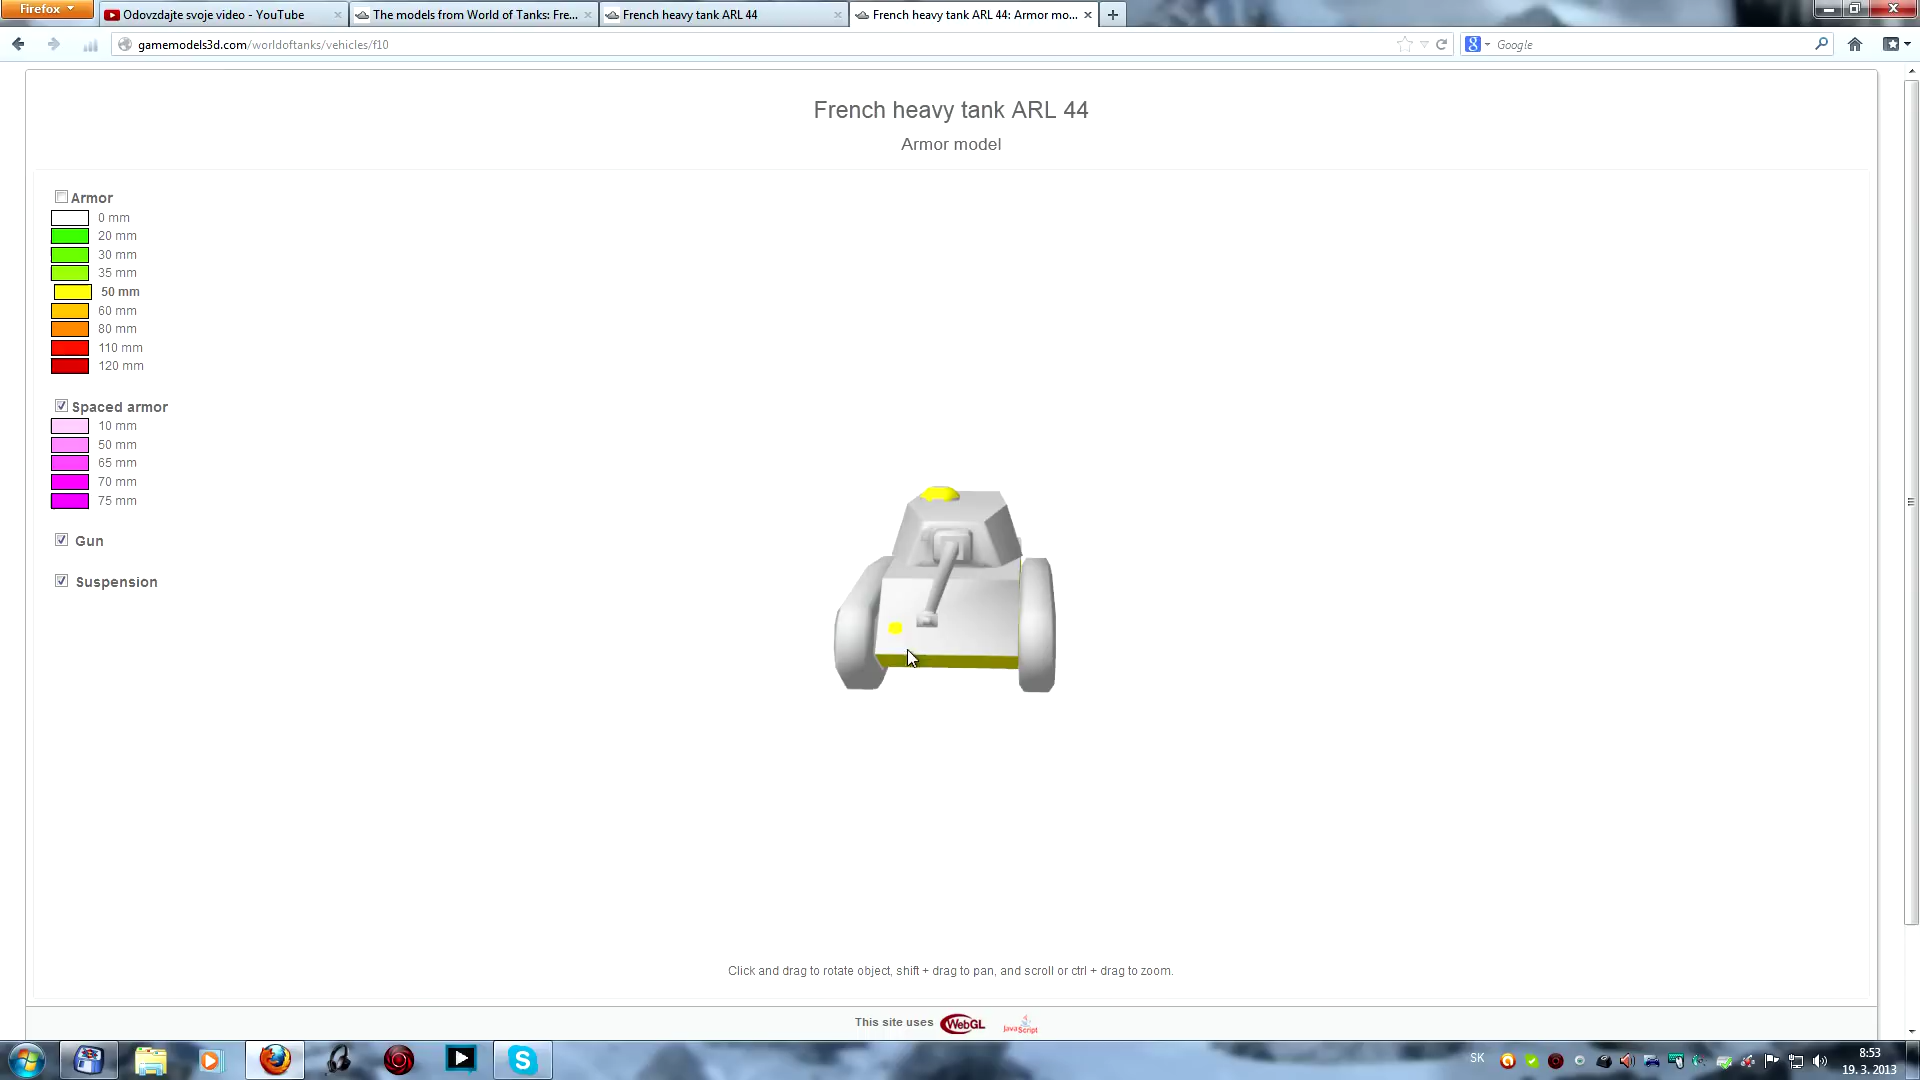 Firefox
Odovzdajte svoje video - YouTube
The models from World of Tanks: Fre...
French heavy tank ARL 44
French heavy tank ARL 44: Armor mo...
gamemodels3d.com/worldoftanks/vehicles/f10
Google
French heavy tank ARL 44
Armor model
Armor
0 mm
20 mm
30 mm
35 mm
50 mm
60 mm
80 mm
110 mm
120 mm
Spaced armor
10 mm
50 mm
65 mm
70 mm
75 mm
Gun
Suspension
Click and drag to rotate object, shift + drag to pan, and scroll or ctrl + drag to zoom.
This site uses WebGL JavaScript
SK
8:53
19. 3. 2013